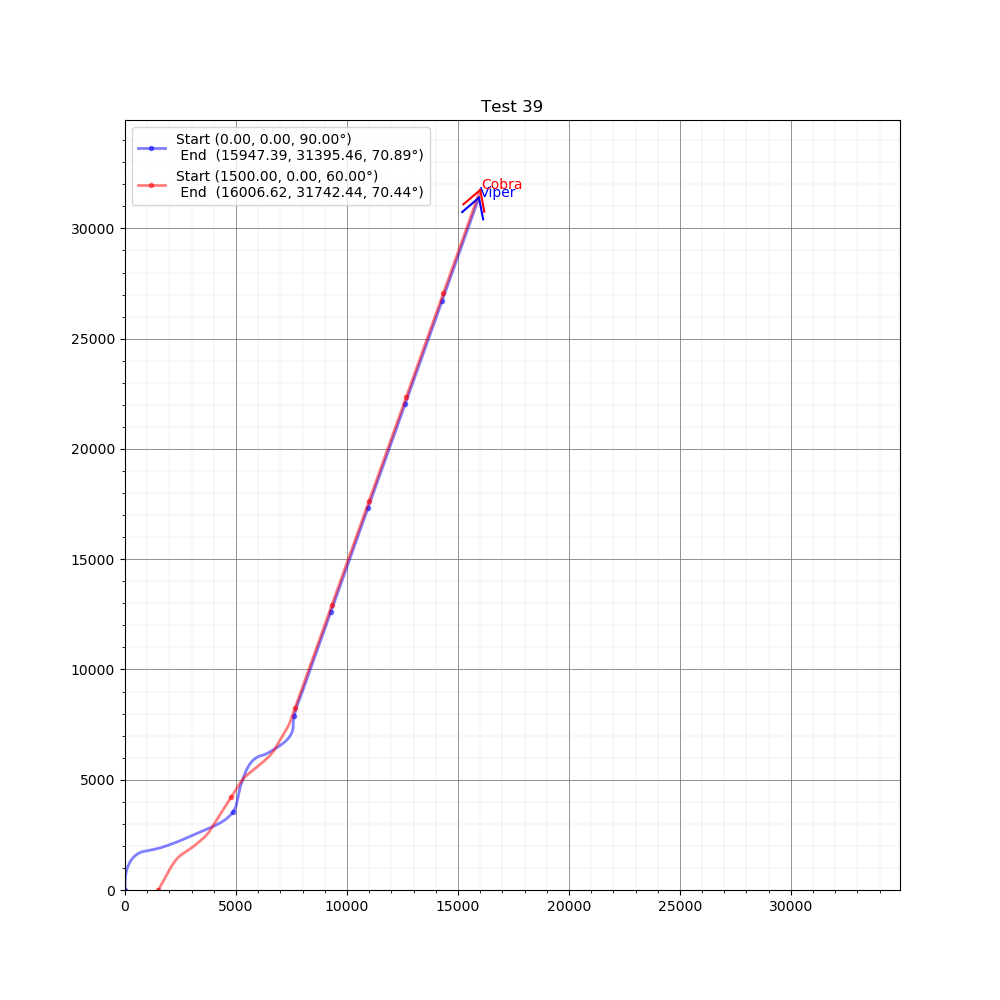 Test 39
Start (0.00, 0.00, 90.00°)
End (15947.39, 31395.46, 70.89°)
Start (1500.00, 0.00, 60.00°)
End (16006.62, 31742.44, 70.44°)
Cobra
Viper
30000
25000
20000
15000
10000
5000
0
0 5000 10000 15000 20000 25000 30000